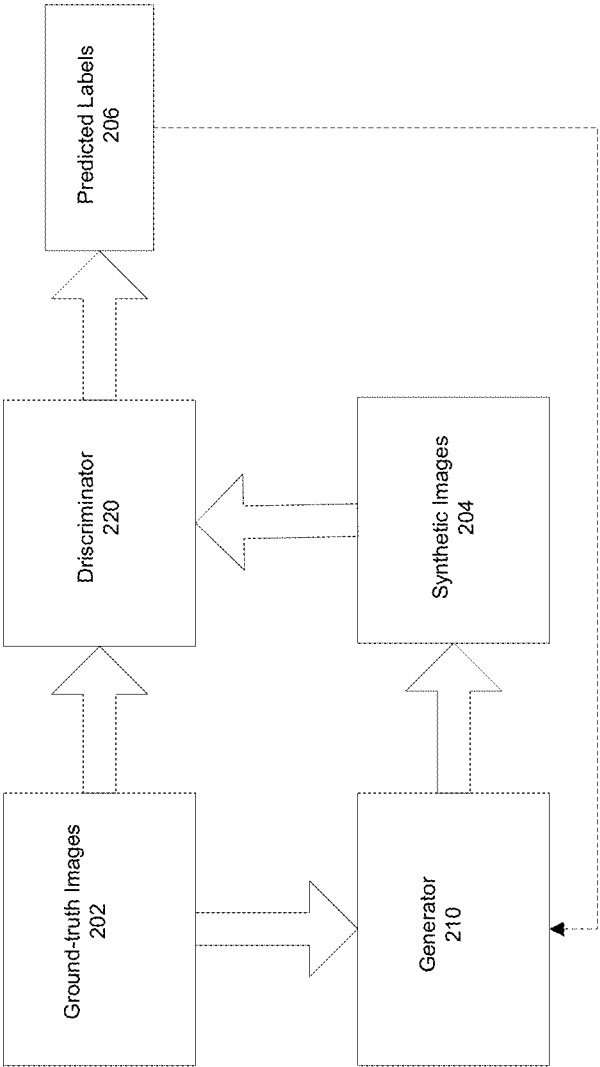 Ground-truth Images
202
Driscriminator
220
Predicted Labels
206
Generator
210
Synthetic Images
204